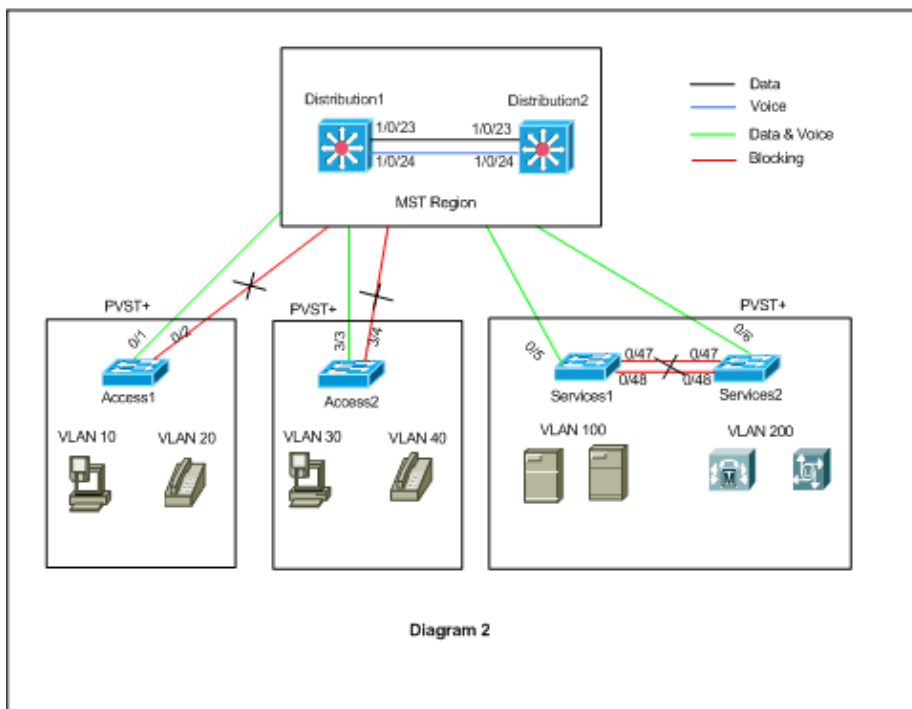 Distribution1
Distribution2
1/0/23
1/0/23
1/0/24
1/0/24
MST Region
Data
Voice
Data & Voice
Blocking
PVST+
0/1
0/2
Access1
VLAN 10
VLAN 20
PVST+
3/3
3/4
Access2
VLAN 30
VLAN 40
PVST+
0/5
0/6
0/47
0/47
0/48
0/48
Services1
Services2
VLAN 100
VLAN 200
M
U
Diagram 2